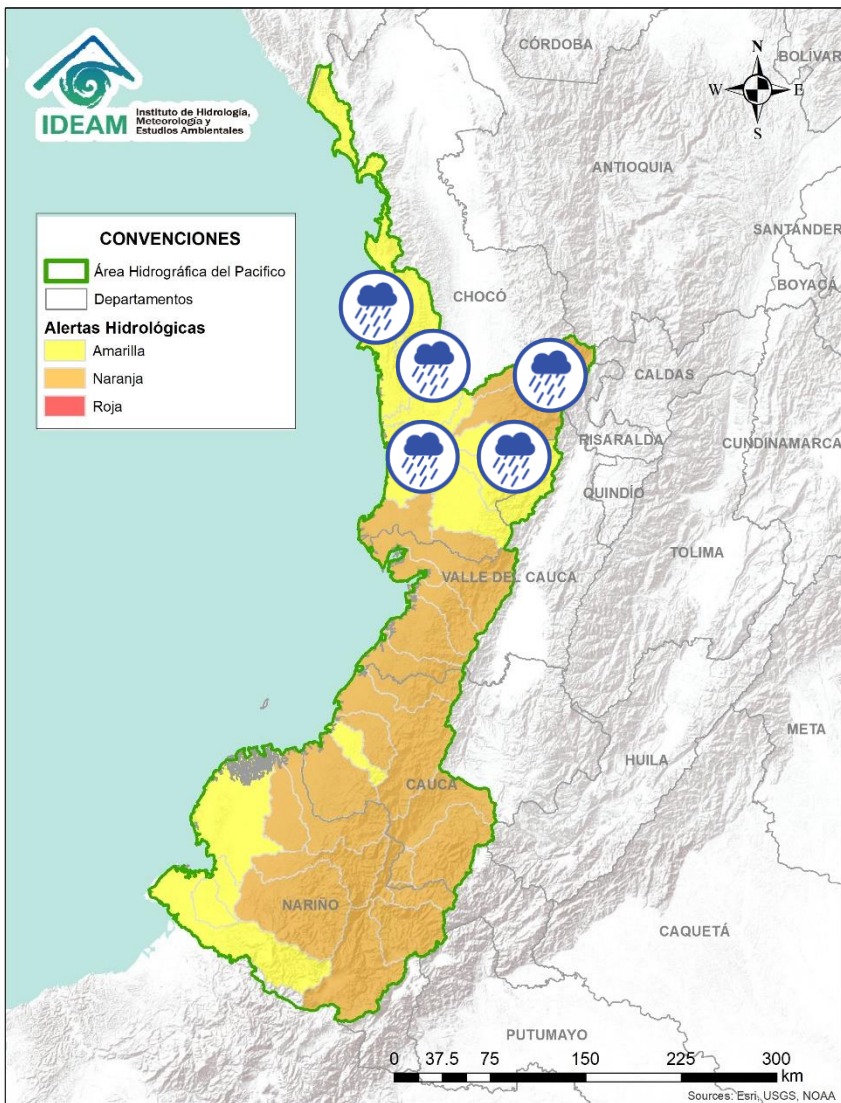 IDEAM
Instituto de Hidrología,
Meteorología y
Estudios Ambientales
CÓRDOBA
BOLÍVAR
N
W
E
S
ANTIOQUIA
SANTANDER
BOYACÁ
CONVENCIONES
Área Hidrográfica del Pacifico
Departamentos
Alertas Hidrológicas
Amarilla
Naranja
Roja
CHOCÓ
CALDAS
RISARALDA
CUNDINAMARCA
QUINDÍO
TOLIMA
VALLE DEL CAUCA
META
HUILA
CAUCA
NARIÑO
CAQUETÁ
PUTUMAYO
0 37.5 75 150 225 300
km
Sources: Esri, USGS, NOAA